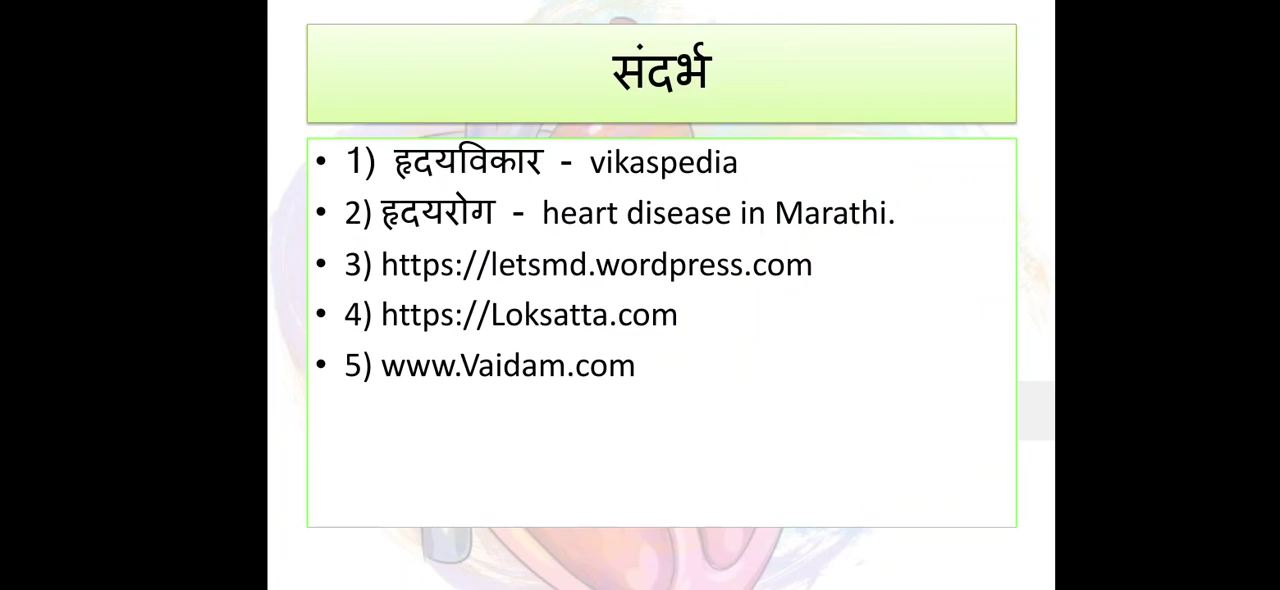 संदर्भ
• 1) हृदयविकार - vikaspedia
• 2) हृदयरोग - heart disease in Marathi.
• 3) https://letsmd.wordpress.com
• 4) https://Loksatta.com
• 5) www.Vaidam.com